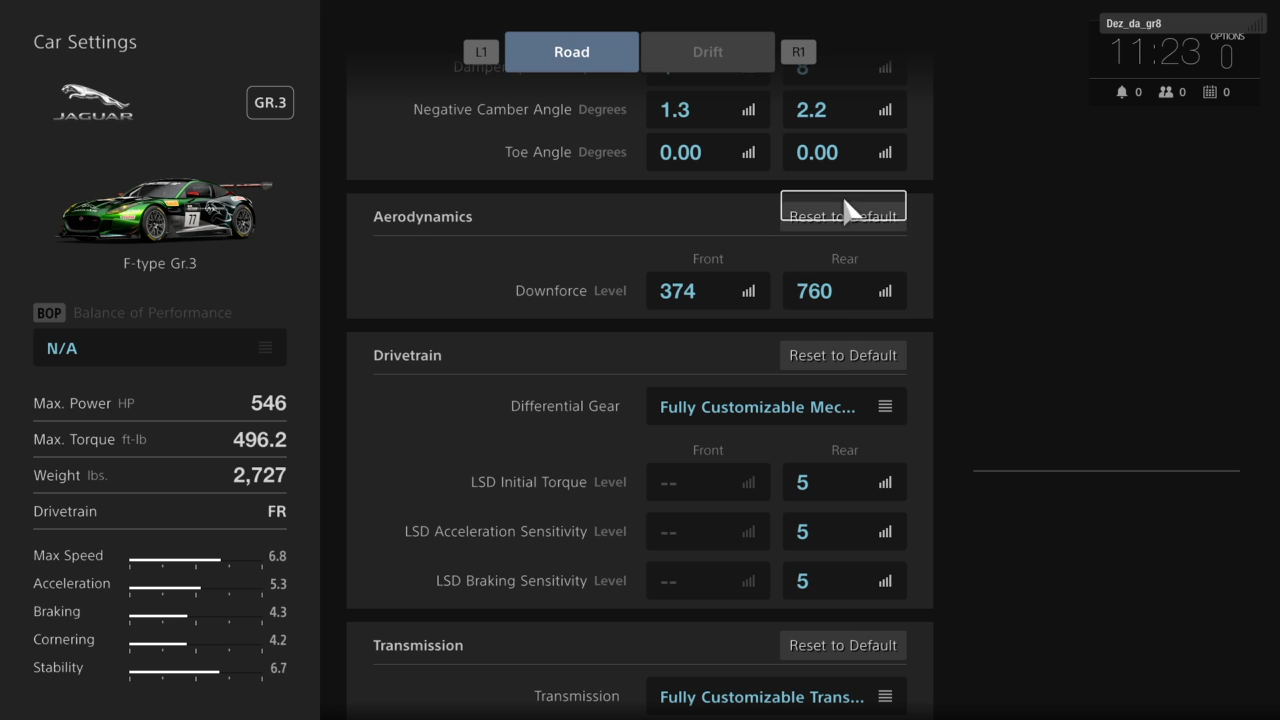 Car Settings
JAGUAR
GR.3
77
F-type Gr.3
BOP Balance of Performance
N/A
Max. Power HP 546
Max. Torque ft-lb 496.2
Weight lbs. 2,727
Drivetrain FR
Max Speed 6.8
Acceleration 5.3
Braking 4.3
Cornering 4.2
Stability 6.7
L1 Road Drift R1
8
Negative Camber Angle Degrees 1.3 2.2
Toe Angle Degrees 0.00 0.00
Aerodynamics Reset to Default
Front Rear
Downforce Level 374 760
Drivetrain Reset to Default
Differential Gear Fully Customizable Mec...
Front Rear
LSD Initial Torque Level -- 5
LSD Acceleration Sensitivity Level -- 5
LSD Braking Sensitivity Level -- 5
Transmission Reset to Default
Transmission Fully Customizable Trans...
Dez_da_gr8
OPTIONS
11:23
0 0 0